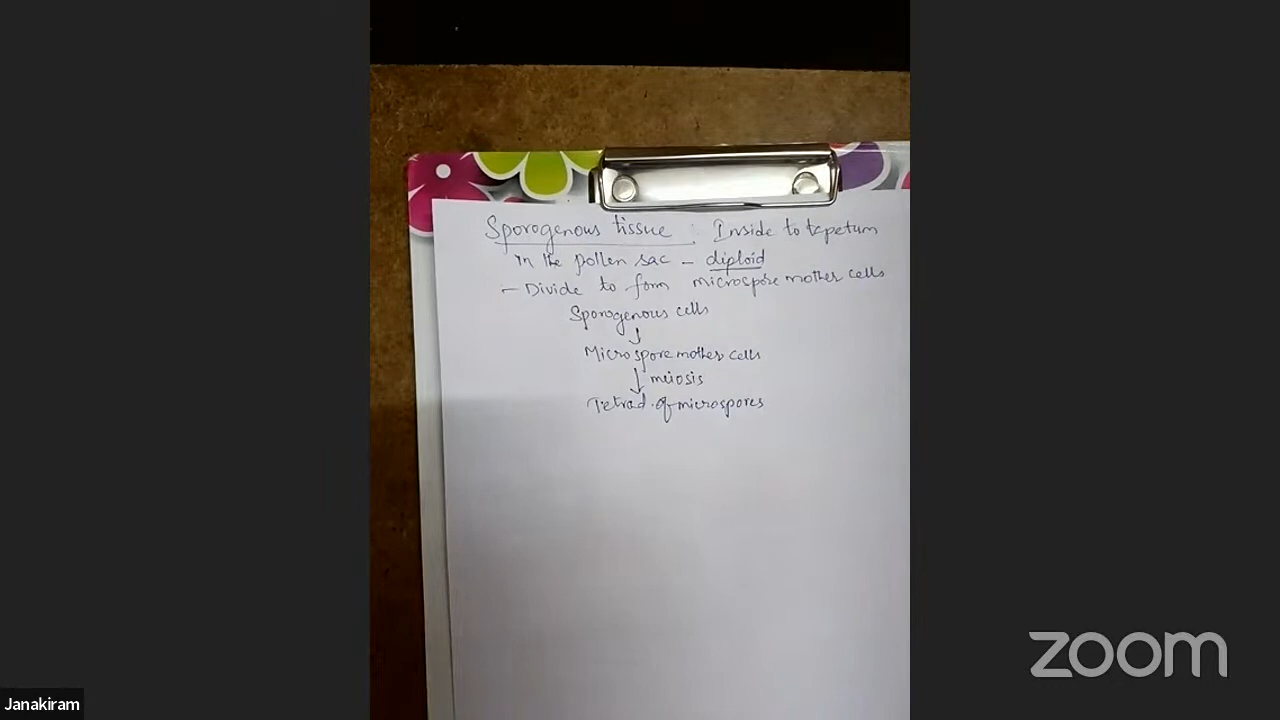 Sporogenous tissue : Inside to tapetum
in the pollen sac – diploid
– Divide to form microspore mother cells
Sporogenous cells
↓
Microspore mother cells
↓ meiosis
Tetrad of microspores
zoom
Janakiram